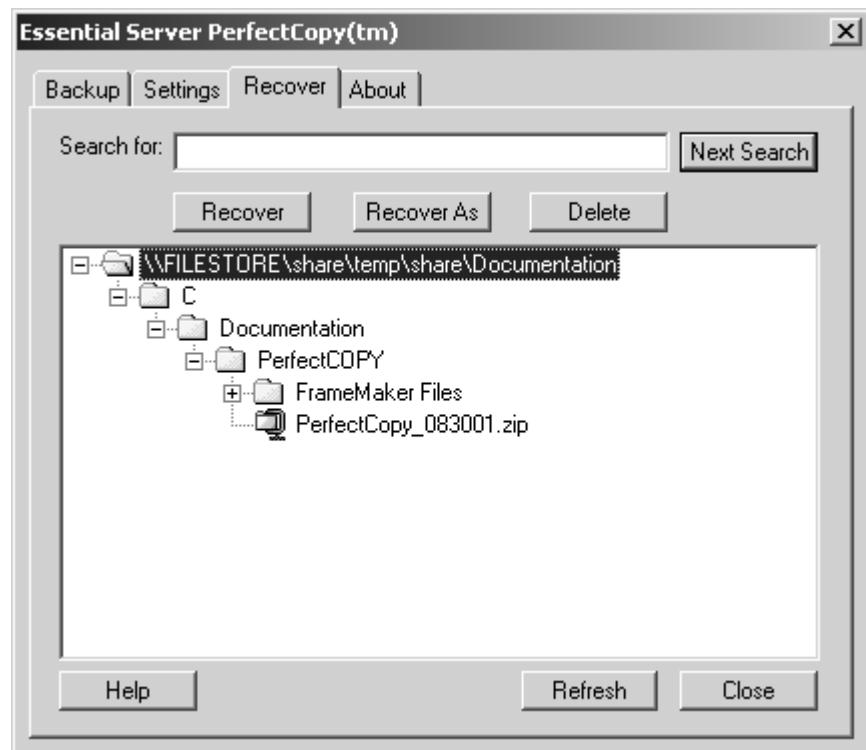 Essential Server PerfectCopy(tm)
Backup Settings Recover About
Search for: Next Search
Recover Recover As Delete
\\FILESTORE\share\temp\share\Documentation
C
Documentation
PerfectCOPY
FrameMaker Files
PerfectCopy_083001.zip
Help Refresh Close